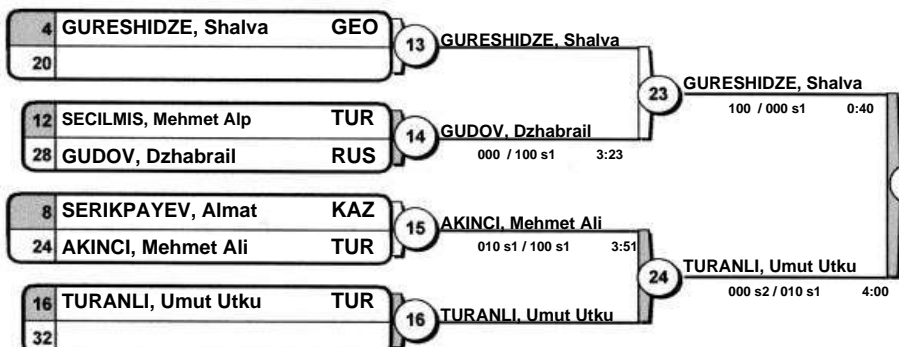 4 GURESHIDZE, Shalva GEO
20
13 GURESHIDZE, Shalva
23 GURESHIDZE, Shalva
100 / 000 s1 0:40
12 SECILMIS, Mehmet Alp TUR
28 GUDOV, Dzhabrail RUS
14 GUDOV, Dzhabrail
000 / 100 s1 3:23
8 SERIKPAYEV, Almat KAZ
24 AKINCI, Mehmet Ali TUR
15 AKINCI, Mehmet Ali
010 s1 / 100 s1 3:51
24 TURANLI, Umut Utku
000 s2 / 010 s1 4:00
16 TURANLI, Umut Utku TUR
32
16 TURANLI, Umut Utku